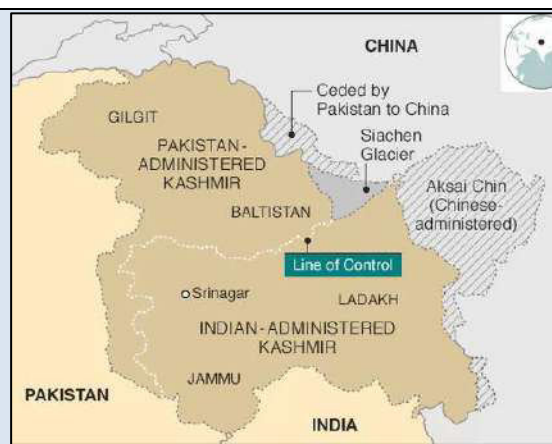 CHINA
Ceded by
Pakistan to China
GILGIT
Siachen
Glacier
PAKISTAN-
ADMINISTERED
KASHMIR
Aksai Chin
(Chinese-
administered)
BALTISTAN
Line of Control
Srinagar
LADAKH
INDIAN-ADMINISTERED
KASHMIR
JAMMU
PAKISTAN
INDIA